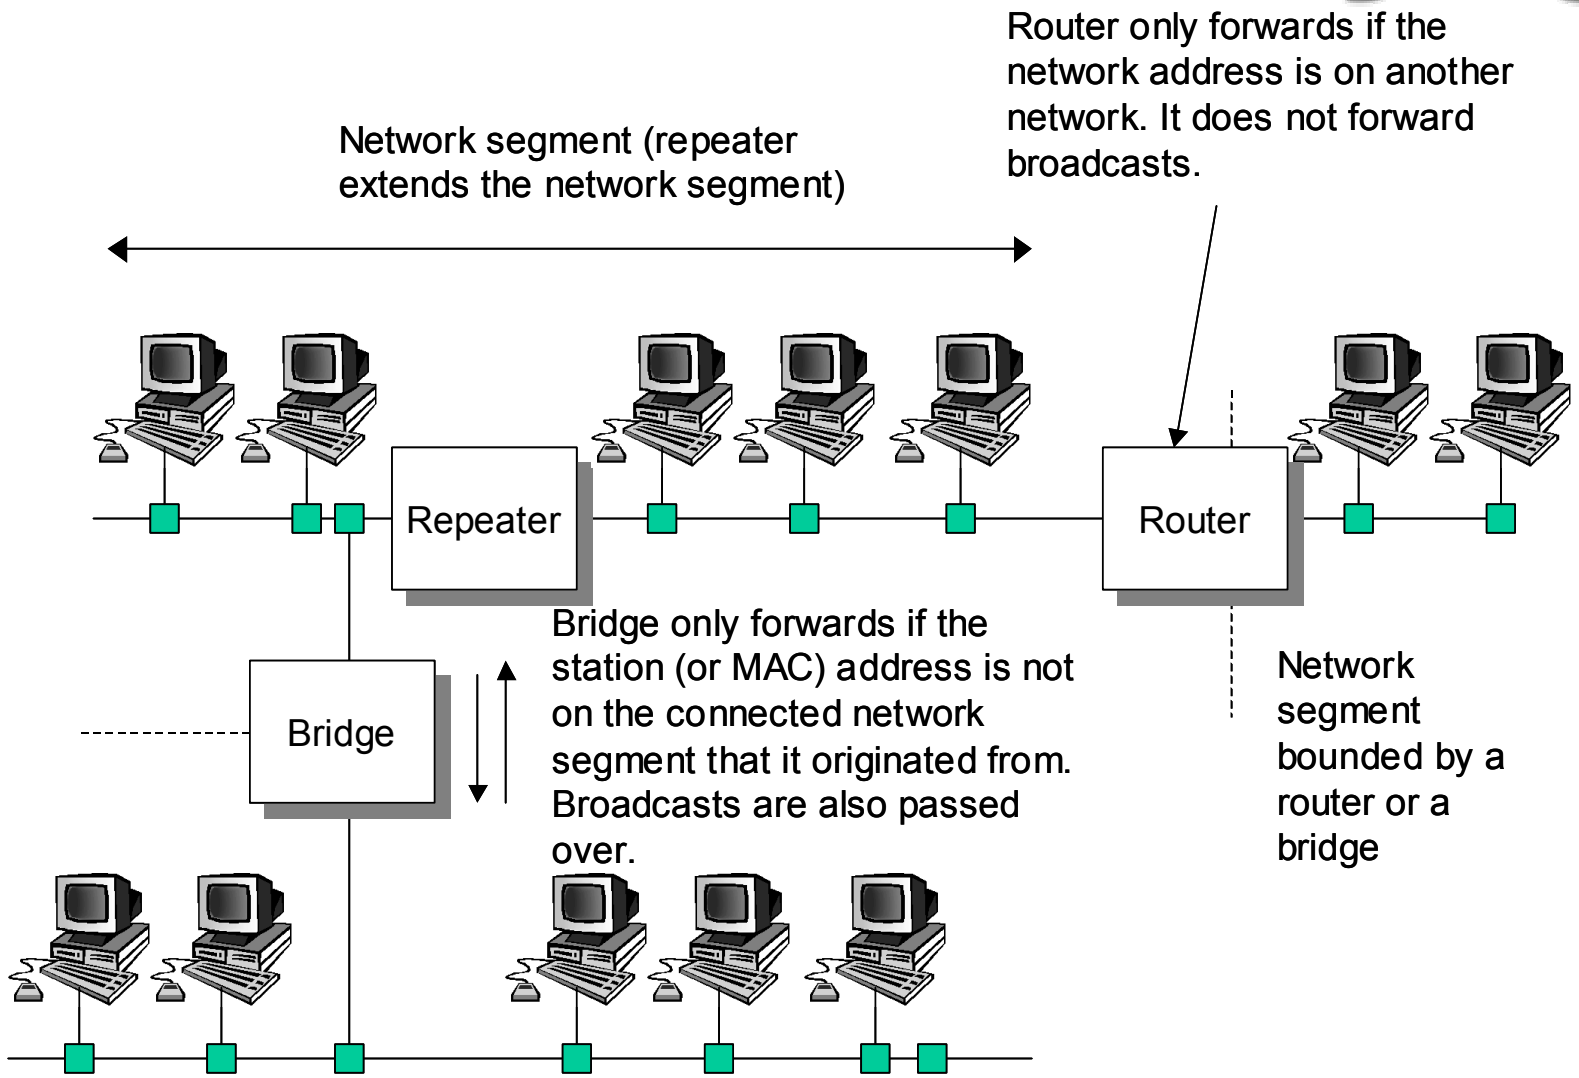 Router only forwards if the
network address is on another
network. It does not forward
broadcasts.
Network segment (repeater
extends the network segment)
Repeater
Router
Bridge only forwards if the
station (or MAC) address is not
on the connected network
segment that it originated from.
Broadcasts are also passed
over.
Bridge
Network
segment
bounded by a
router or a
bridge